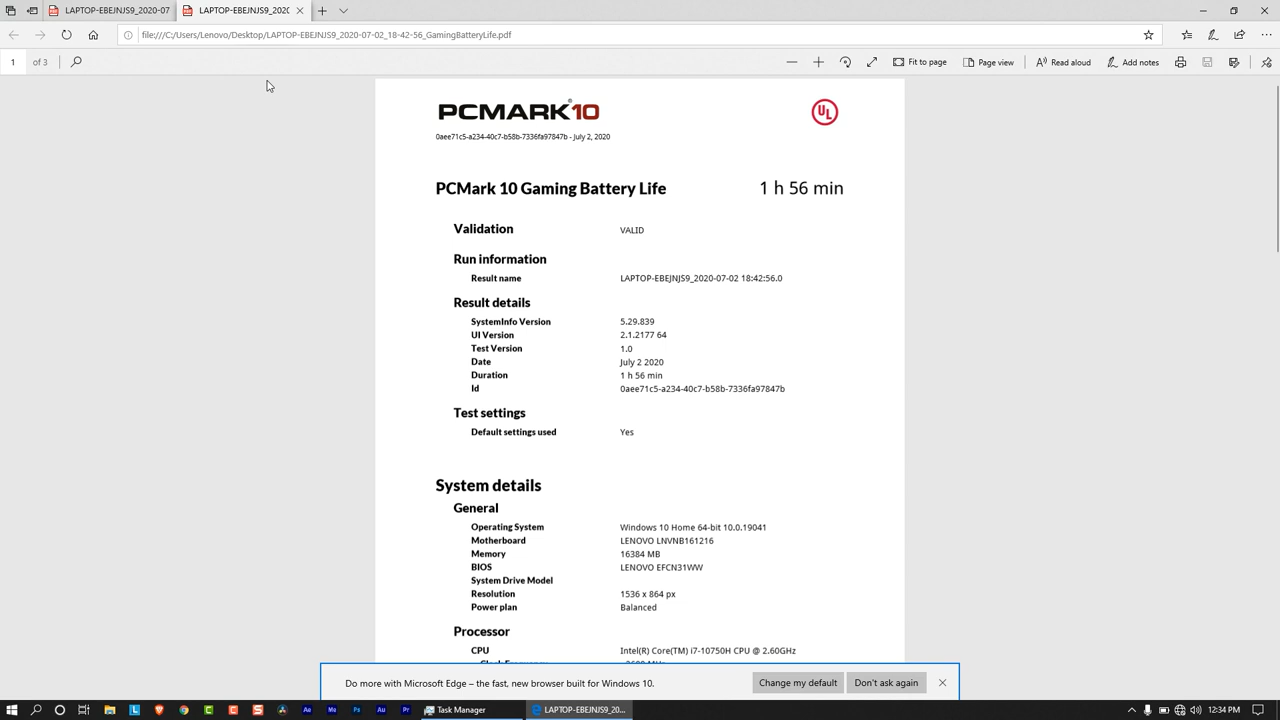 LAPTOP-EBEJNJS9_2020-07
LAPTOP-EBEJNJS9_202(
file:///C:/Users/Lenovo/Desktop/LAPTOP-EBEJNJS9_2020-07-02_18-42-56_GamingBatteryLife.pdf
1 of 3
Fit to page
Page view
Read aloud
Add notes
PCMARK®10
UL
0aee71c5-a234-40c7-b58b-7336fa97847b - July 2, 2020
PCMark 10 Gaming Battery Life 1 h 56 min
Validation VALID
Run information
Result name LAPTOP-EBEJNJS9_2020-07-02 18:42:56.0
Result details
SystemInfo Version 5.29.839
UI Version 2.1.2177 64
Test Version 1.0
Date July 2 2020
Duration 1 h 56 min
Id 0aee71c5-a234-40c7-b58b-7336fa97847b
Test settings
Default settings used Yes
System details
General
Operating System Windows 10 Home 64-bit 10.0.19041
Motherboard LENOVO LNVNB161216
Memory 16384 MB
BIOS LENOVO EFCN31WW
System Drive Model
Resolution 1536 x 864 px
Power plan Balanced
Processor
CPU Intel(R) Core(TM) i7-10750H CPU @ 2.60GHz
Do more with Microsoft Edge – the fast, new browser built for Windows 10.
Change my default
Don't ask again
Ae
Ps
Au
Pr
Task Manager
LAPTOP-EBEJNJS9_20...
12:34 PM